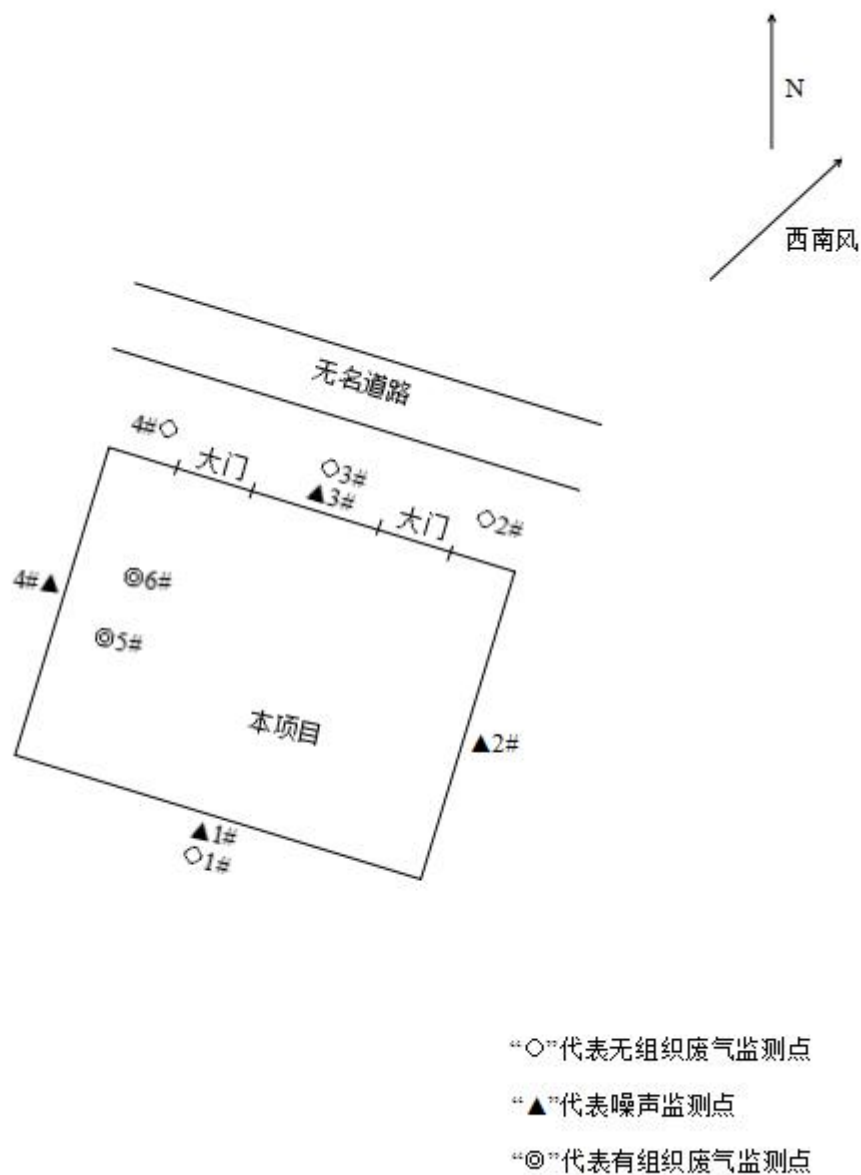 N
西南风
无名道路
4#◇
大门
◇3#
▲3#
大门
◇2#
4#▲
◎6#
◎5#
本项目
▲2#
▲1#
◇1#
“◇”代表无组织废气监测点
“▲”代表噪声监测点
“◎”代表有组织废气监测点